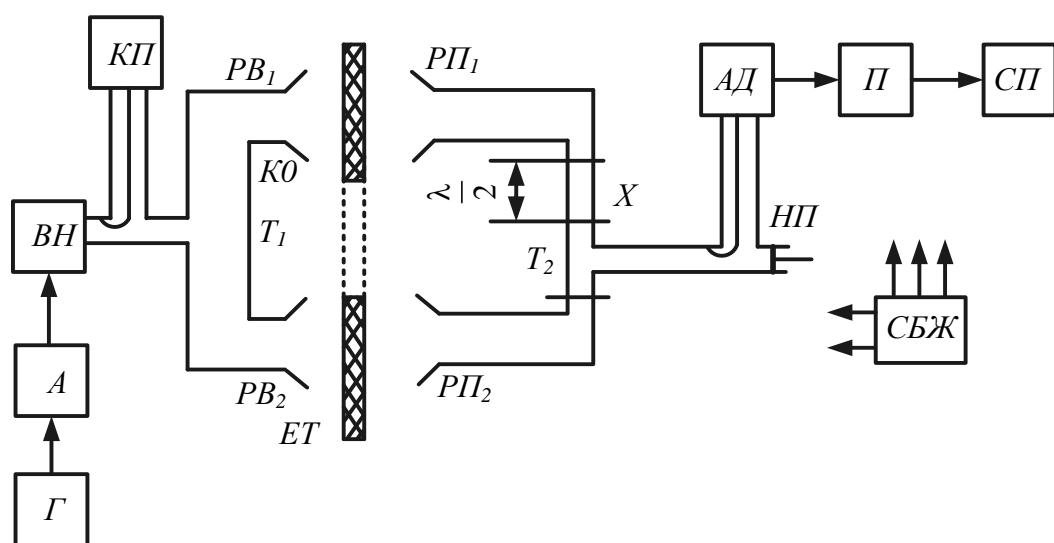 КП
РВ1
РП1
АД
П
СП
К0
λ/2
Х
НП
ВН
Т1
Т2
СБЖ
А
РВ2
РП2
ЕТ
Г